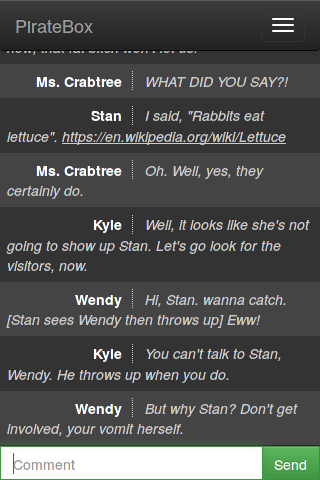 PirateBox
now, that fat bitch won't let us!
Ms. Crabtree WHAT DID YOU SAY?!
Stan I said, "Rabbits eat
lettuce". https://en.wikipedia.org/wiki/Lettuce
Ms. Crabtree Oh. Well, yes, they
certainly do.
Kyle Well, it looks like she's not
going to show up Stan. Let's go look for the
visitors, now.
Wendy Hi, Stan. wanna catch.
[Stan sees Wendy then throws up] Eww!
Kyle You can't talk to Stan,
Wendy. He throws up when you do.
Wendy But why Stan? Don't get
involved, your vomit herself.
Comment Send